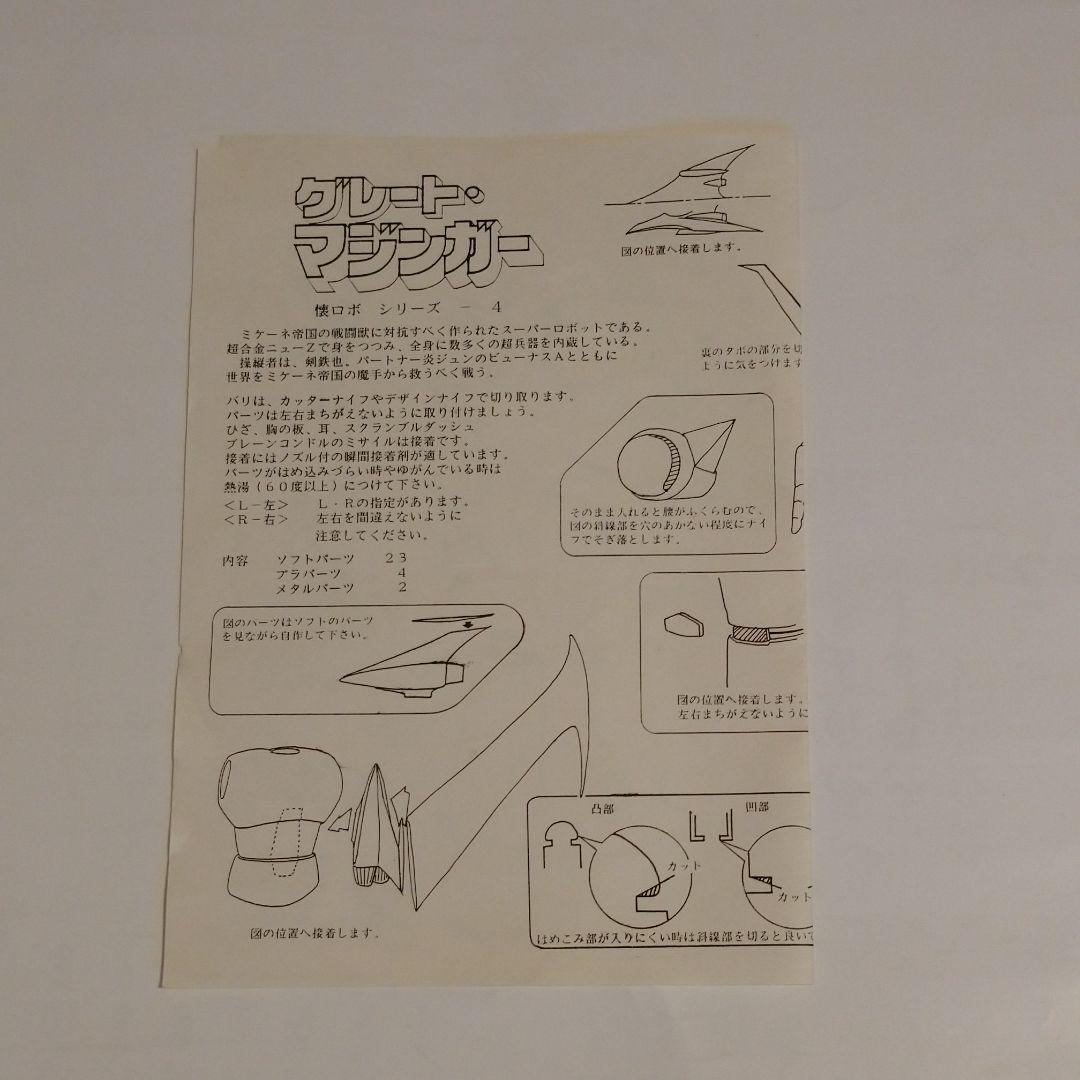 グレート・
マジンガー
懐ロボ シリーズ － 4
ミケーネ帝国の戦闘獣に対抗すべく作られたスーパーロボットである。
超合金ニューZで身をつつみ、全身に数多くの超兵器を内蔵している。
操縦者は、剣鉄也。パートナー炎ジュンのビューナスAとともに
世界をミケーネ帝国の魔手から救うべく戦う。
バリは、カッターナイフやデザインナイフで切り取ります。
パーツは左右まちがえないように取り付けましょう。
ひざ、胸の板、耳、スクランブルダッシュ
ブレーンコンドルのミサイルは接着です。
接着にはノズル付の瞬間接着剤が適しています。
パーツがはめ込みづらい時やゆがんでいる時は
熱湯（60度以上）につけて下さい。
＜L－左＞ L・Rの指定があります。
＜R－右＞ 左右を間違えないように
注意してください。
内容 ソフトパーツ 23
プラパーツ 4
メタルパーツ 2
図のパーツはソフトのパーツ
を見ながら自作して下さい。
図の位置へ接着します。
図の位置へ接着します。
裏のダボの部分を切
ように気をつけます
そのまま入れると腰がふくらむので、
図の斜線部を穴のあかない程度にナイ
フでそぎ落とします。
図の位置へ接着します。
左右まちがえないように
凸部 凹部
カット
カット
はめこみ部が入りにくい時は斜線部を切ると良いで